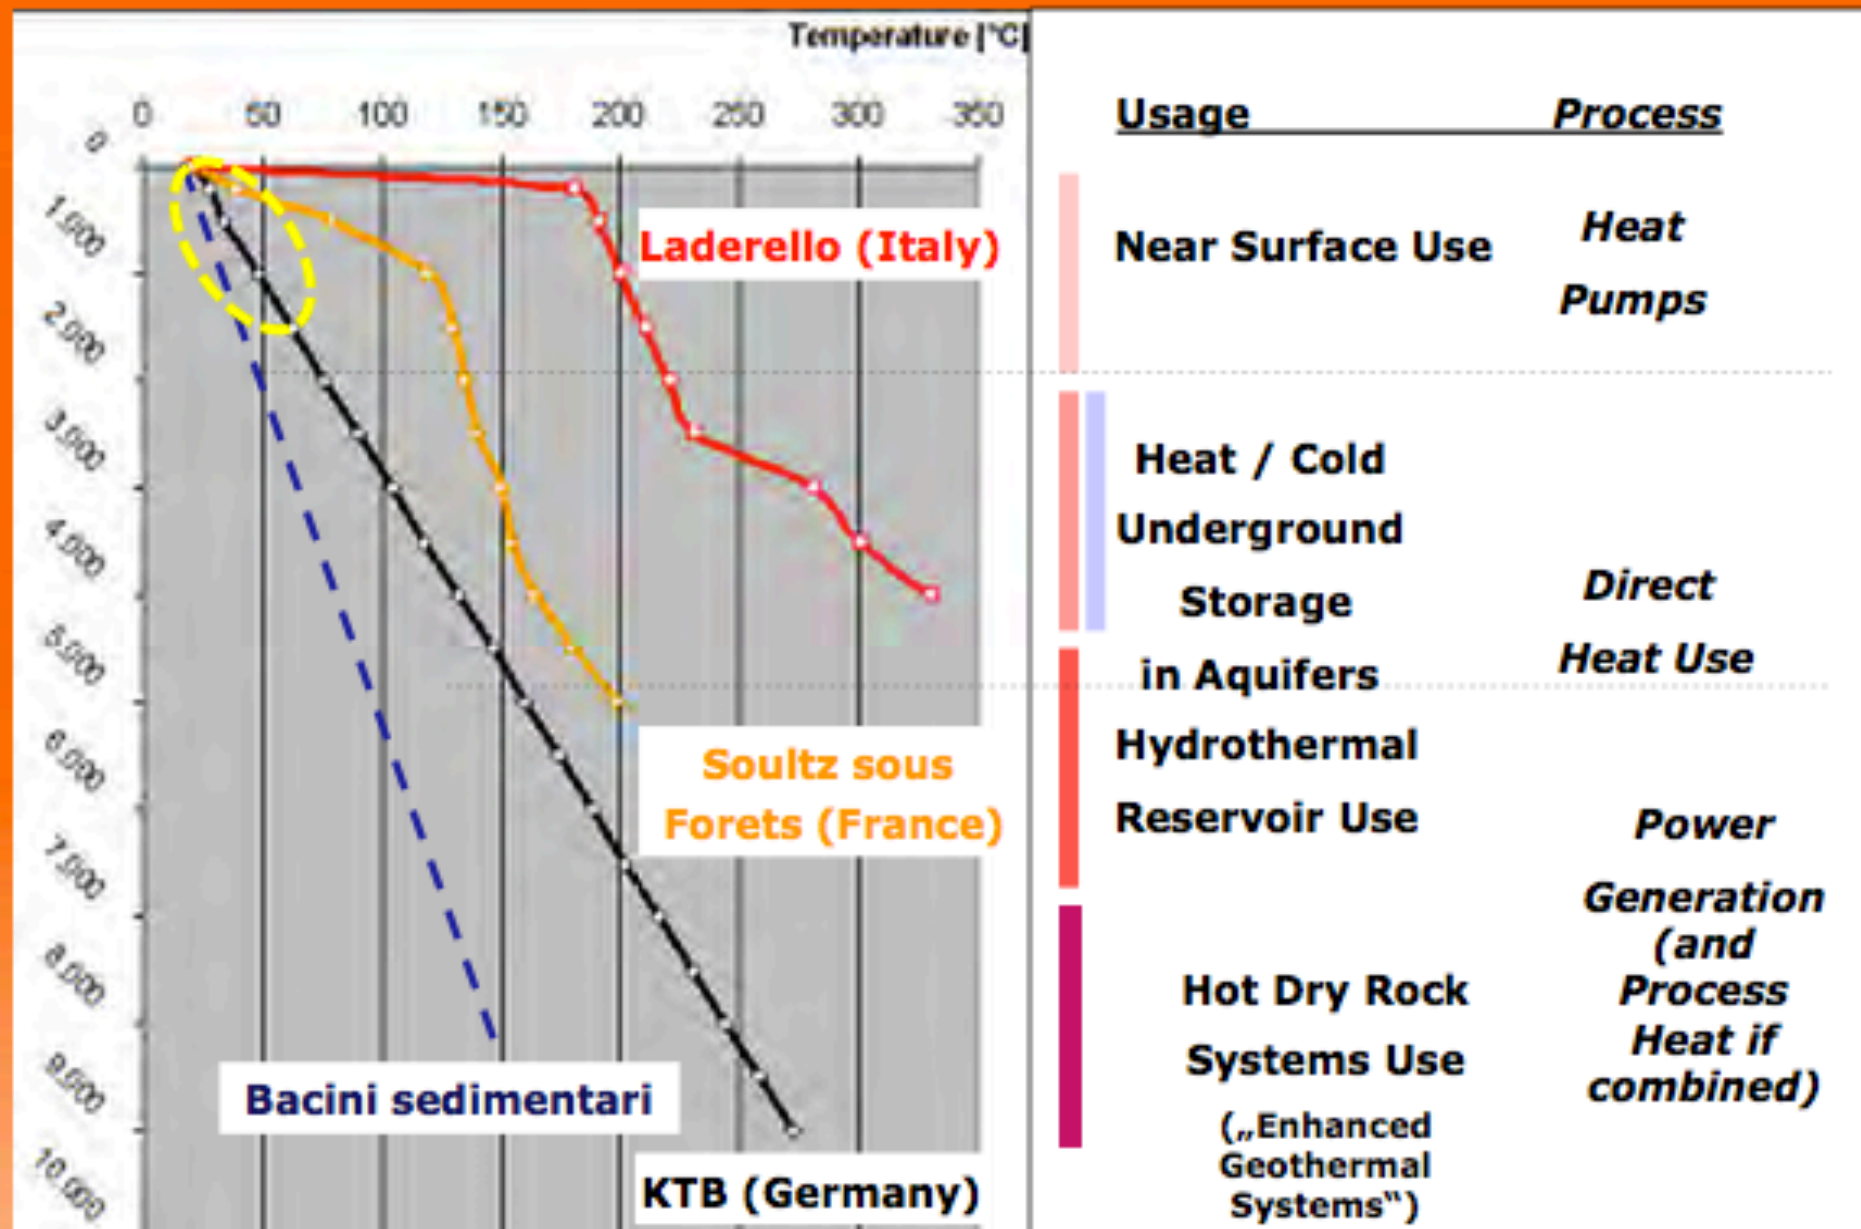 Temperature [°C]
0 50 100 150 200 250 300 350
0
1.000
2.000
3.000
4.000
5.000
6.000
7.000
8.000
9.000
10.000
Laderello (Italy)
Soultz sous
Forets (France)
Bacini sedimentari
KTB (Germany)
Usage Process
Near Surface Use
Heat
Pumps
Heat / Cold
Underground
Storage
in Aquifers
Direct
Heat Use
Hydrothermal
Reservoir Use
Power
Generation
(and
Process
Heat if
combined)
Hot Dry Rock
Systems Use
(„Enhanced
Geothermal
Systems“)